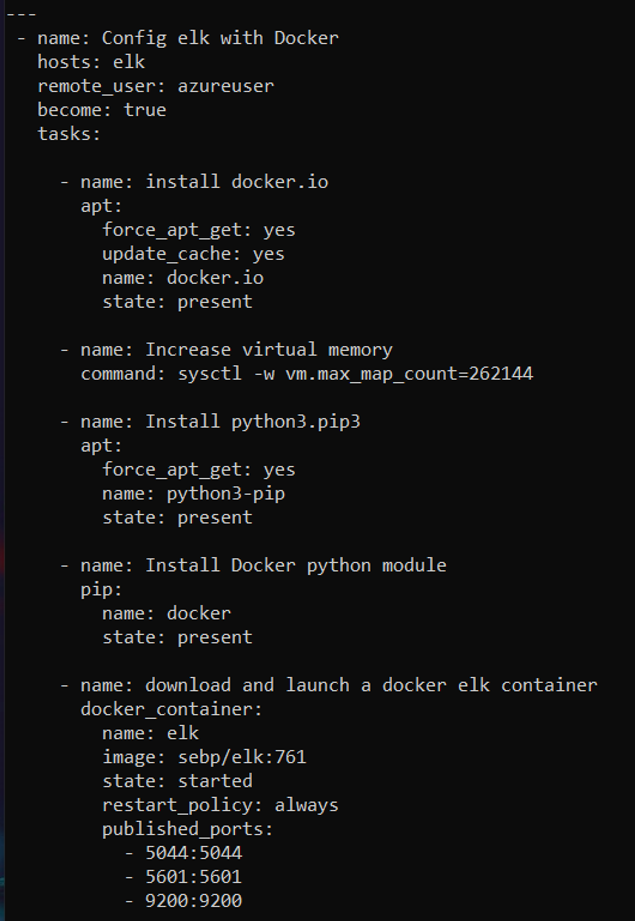 ---
 - name: Config elk with Docker
   hosts: elk
   remote_user: azureuser
   become: true
   tasks:

     - name: install docker.io
       apt:
         force_apt_get: yes
         update_cache: yes
         name: docker.io
         state: present

     - name: Increase virtual memory
       command: sysctl -w vm.max_map_count=262144

     - name: Install python3.pip3
       apt:
         force_apt_get: yes
         name: python3-pip
         state: present

     - name: Install Docker python module
       pip:
         name: docker
         state: present

     - name: download and launch a docker elk container
       docker_container:
         name: elk
         image: sebp/elk:761
         state: started
         restart_policy: always
         published_ports:
           - 5044:5044
           - 5601:5601
           - 9200:9200